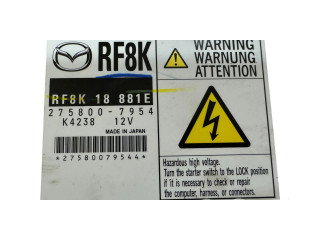 RF8K
WARNING
WARNUNG
ATTENTION
RF8K 18 881E
275800-7954
K4238 12V
MADE IN JAPAN
*27580079544*
Hazardous high voltage.
Turn the starter switch to the LOCK position
if it is necessary to check or repair
the computer, harness, or connectors.